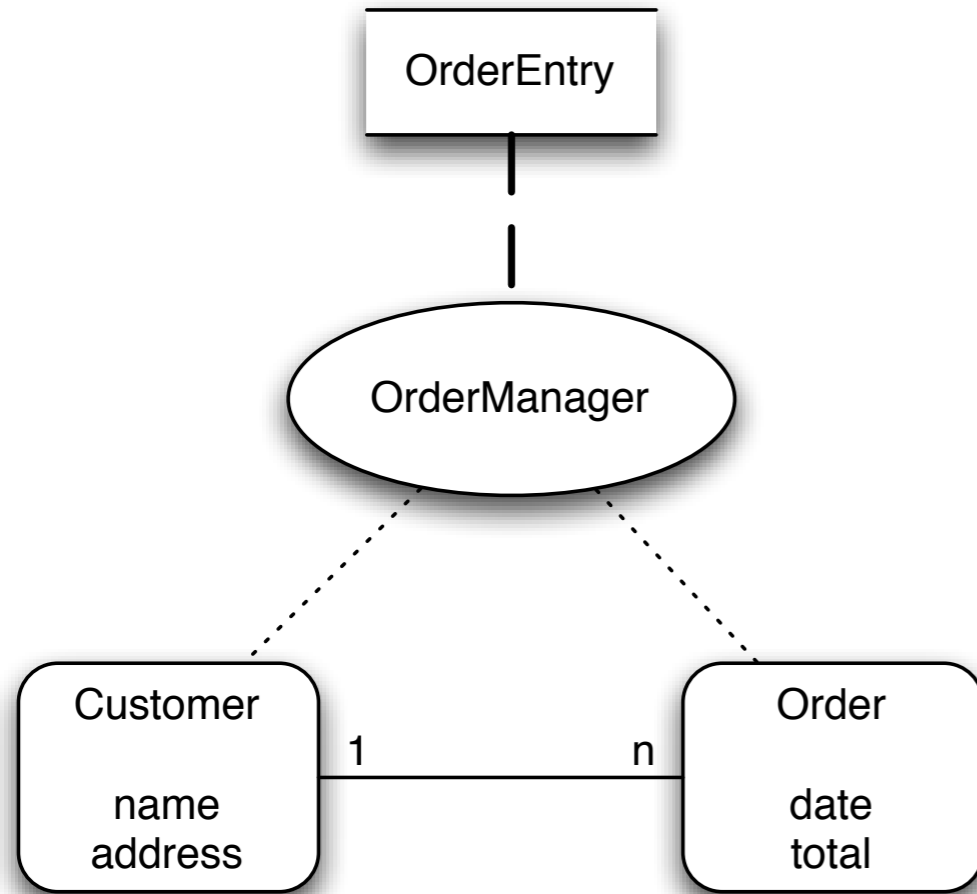 OrderEntry
OrderManager
Customer
name
address
1
n
Order
date
total